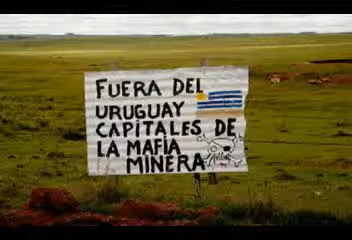 FUERA DEL
URUGUAY
CAPITALES DE
LA MAFIA
MINERA